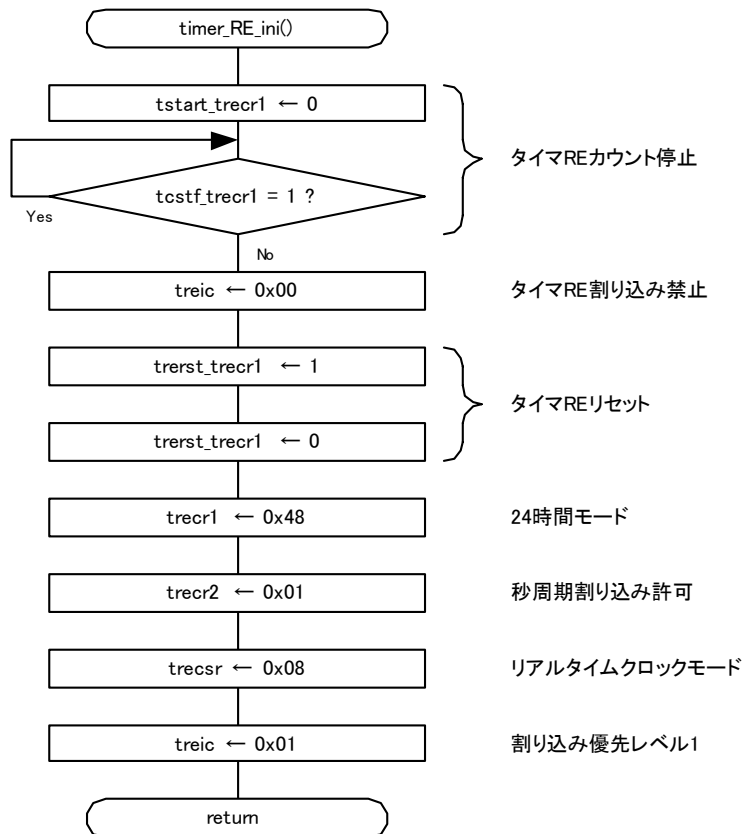 timer_RE_ini()
tstart_trecr1 ← 0
タイマREカウント停止
tcstf_trecr1 = 1 ?
Yes
No
treic ← 0x00
タイマRE割り込み禁止
trerst_trecr1 ← 1
タイマREリセット
trerst_trecr1 ← 0
trecr1 ← 0x48
24時間モード
trecr2 ← 0x01
秒周期割り込み許可
trecsr ← 0x08
リアルタイムクロックモード
treic ← 0x01
割り込み優先レベル1
return